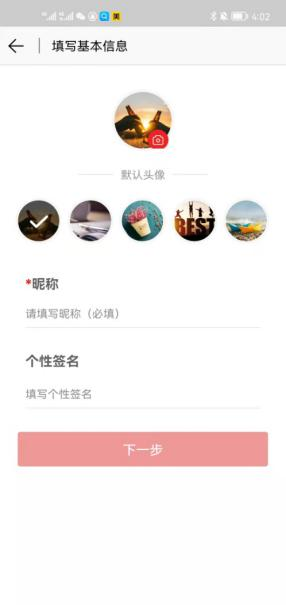 美 4:02
填写基本信息
默认头像
BEST
*昵称
请填写昵称（必填）
个性签名
填写个性签名
下一步